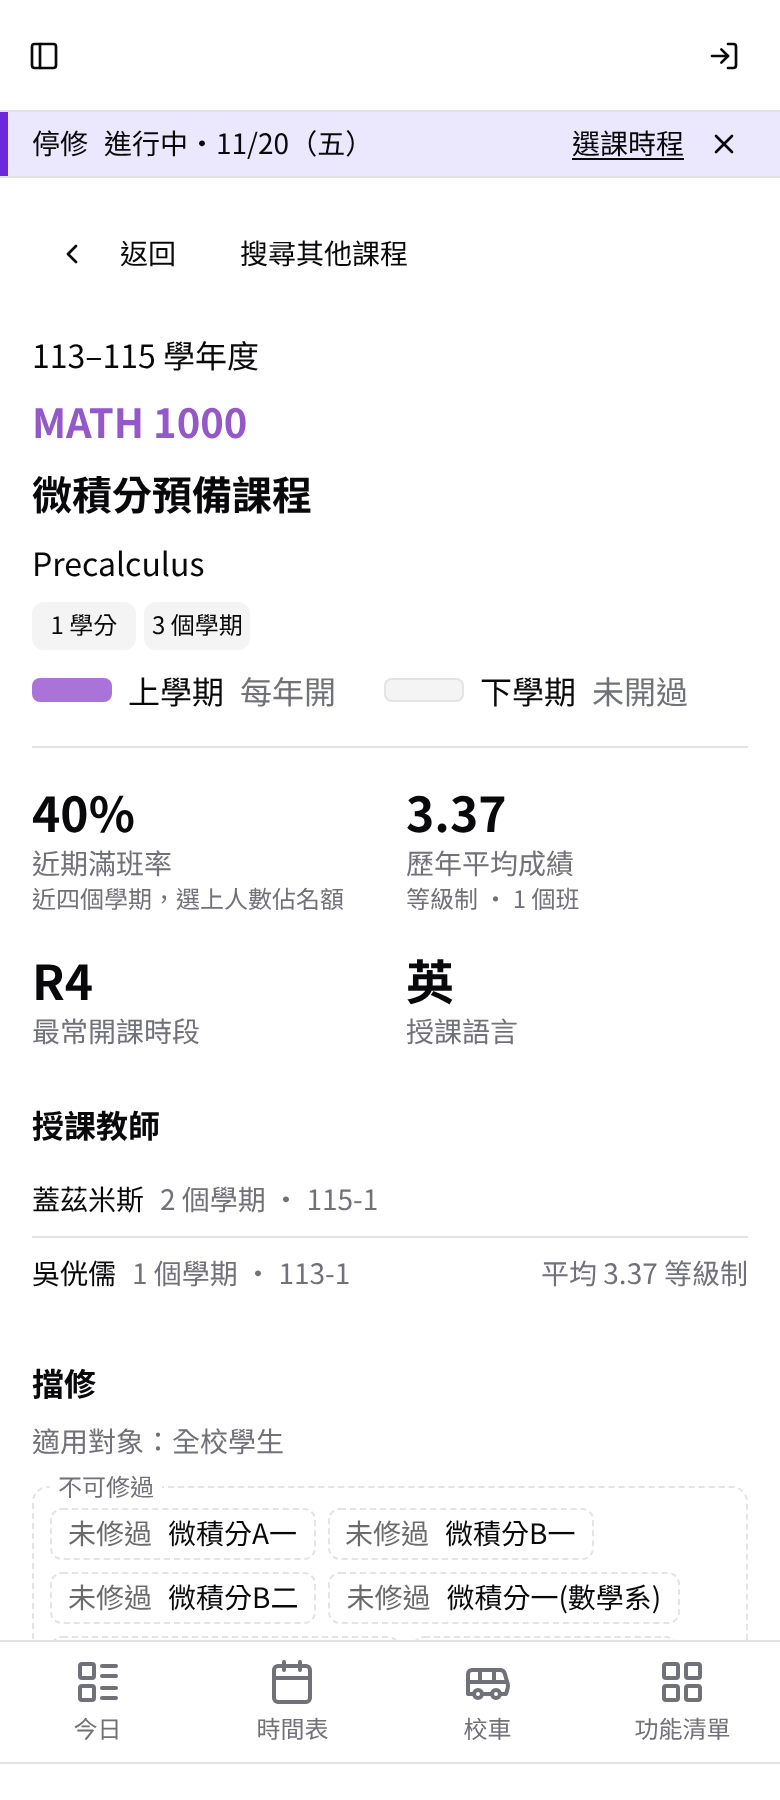 停修 進行中・11/20（五） 選課時程
返回 搜尋其他課程
113–115 學年度
MATH 1000
微積分預備課程
Precalculus
1 學分 3 個學期
上學期 每年開 下學期 未開過
40% 3.37
近期滿班率 歷年平均成績
近四個學期，選上人數佔名額 等級制 · 1 個班
R4 英
最常開課時段 授課語言
授課教師
蓋茲米斯 2 個學期 · 115-1
吳侊儒 1 個學期 · 113-1 平均 3.37 等級制
擋修
適用對象：全校學生
不可修過
未修過 微積分A一 未修過 微積分B一
未修過 微積分B二 未修過 微積分一(數學系)
今日 時間表 校車 功能清單